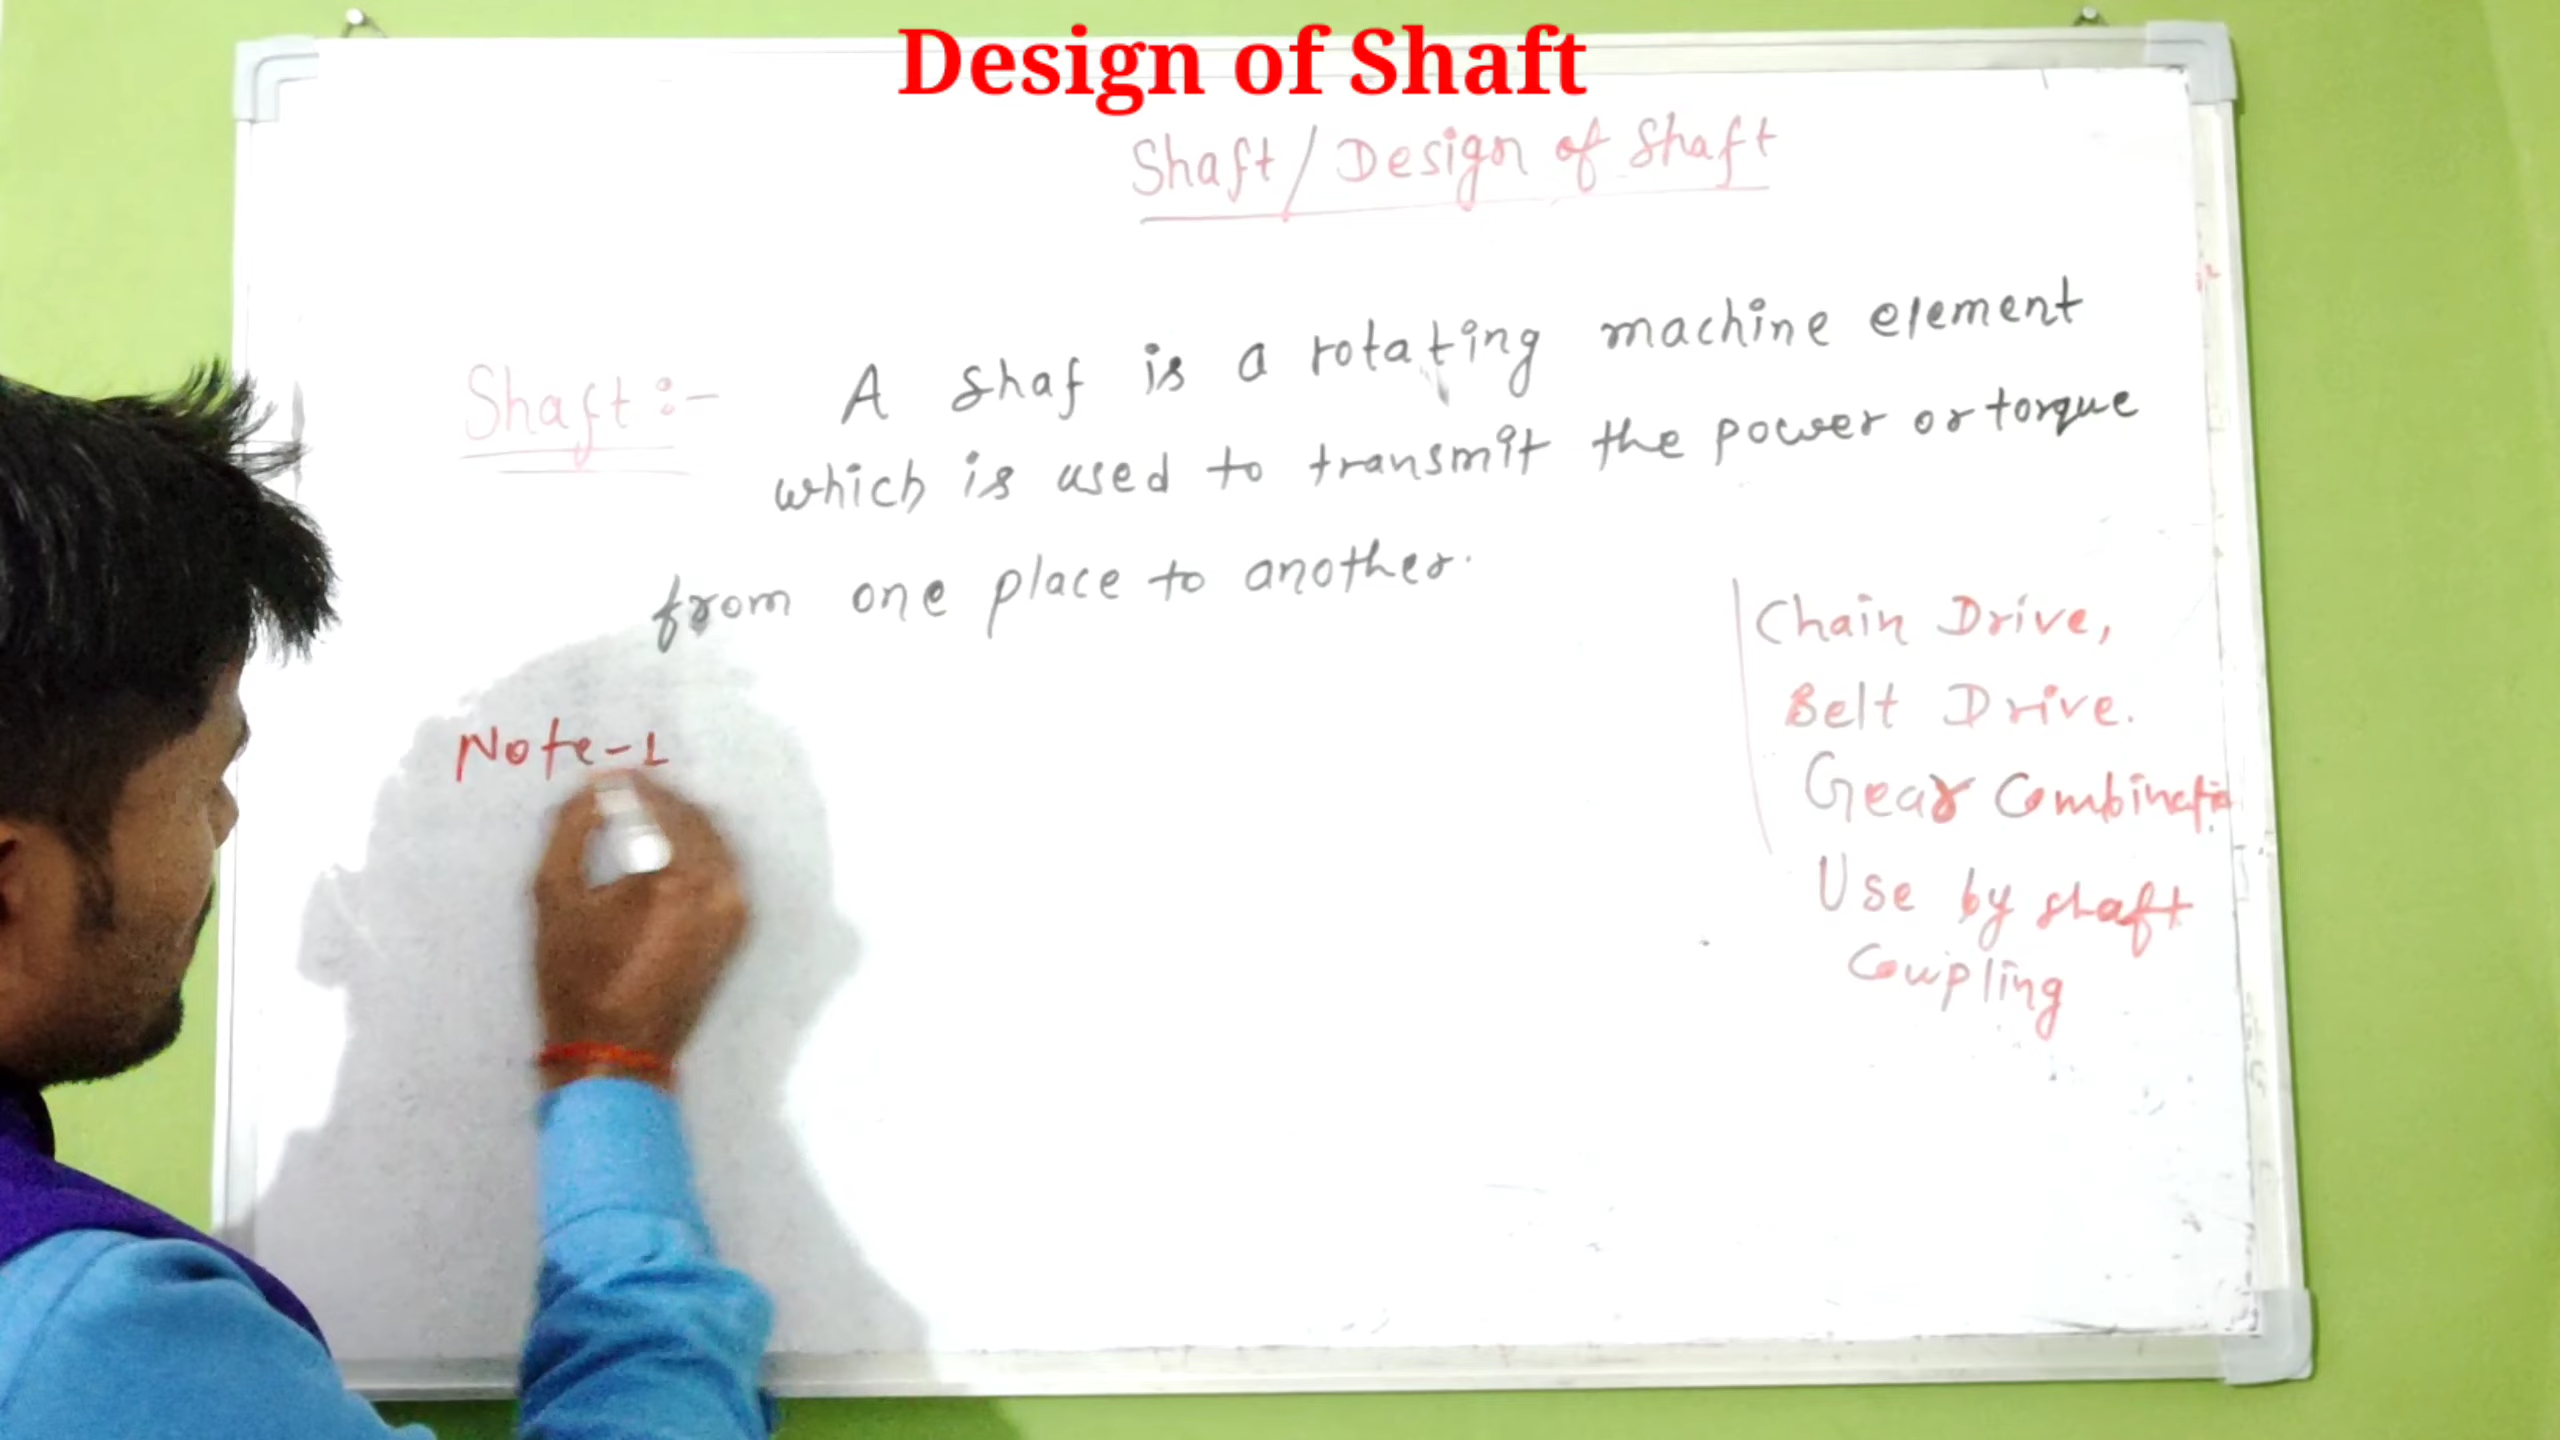 Design of Shaft
Shaft/Design of Shaft
Shaft:- A Shaf is a rotating machine element
which is used to transmit the power or torque
from one place to another.
Chain Drive,
Belt Drive.
Gear Combinatio
Use by shaft
Coupling
Note-1